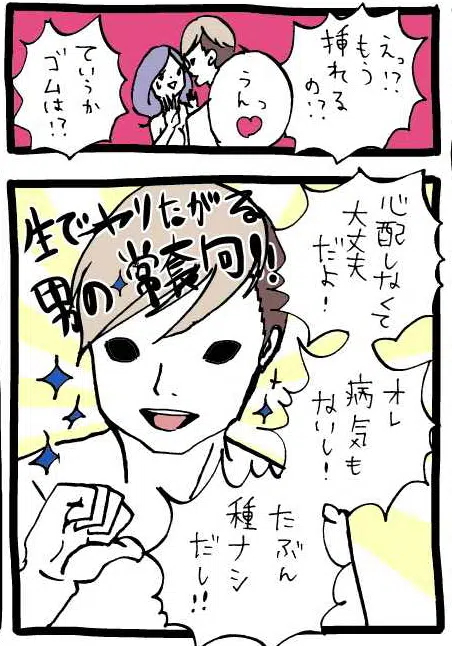 えっ!?
もう
挿れる
の!?
うんっ
ていうか
ゴムは!?
生でヤりたがる
男の常套句!!
心配しなくて
大丈夫
だよ!
オレ
病気も
ないし!
たぶん
種ナシ
だし!!